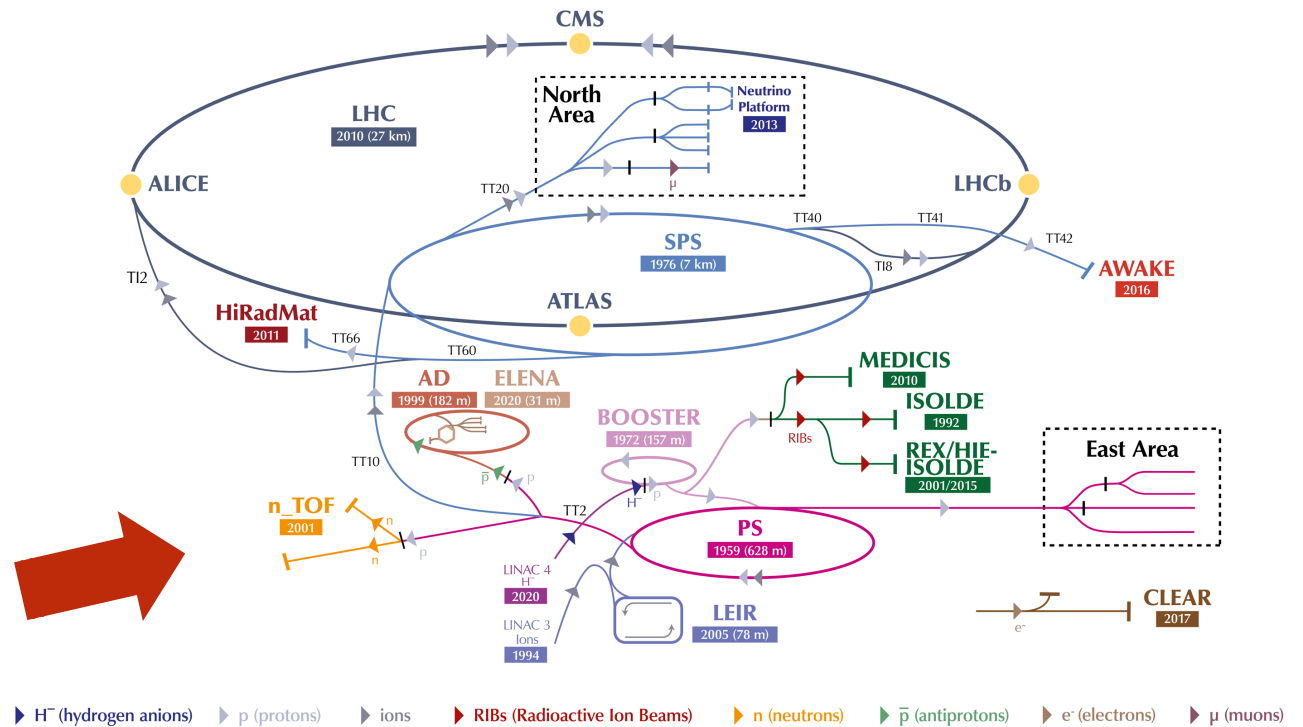 CMS
North
Area
Neutrino
Platform
2013
LHC
2010 (27 km)
ALICE
LHCb
μ
TT20
TT40
TT41
TT42
SPS
1976 (7 km)
TI8
AWAKE
2016
TI2
ATLAS
HiRadMat
2011
TT66
TT60
MEDICIS
2010
AD
1999 (182 m)
ELENA
2020 (31 m)
ISOLDE
1992
BOOSTER
1972 (157 m)
RIBs
REX/HIE-
ISOLDE
2001/2015
East Area
TT10
p̅
p
H⁻
p
n_TOF
2001
n
n
p
TT2
PS
1959 (628 m)
LINAC 4
H⁻
2020
LEIR
2005 (78 m)
LINAC 3
Ions
1994
CLEAR
2017
e⁻
H⁻ (hydrogen anions)
p (protons)
ions
RIBs (Radioactive Ion Beams)
n (neutrons)
p̅ (antiprotons)
e⁻ (electrons)
μ (muons)